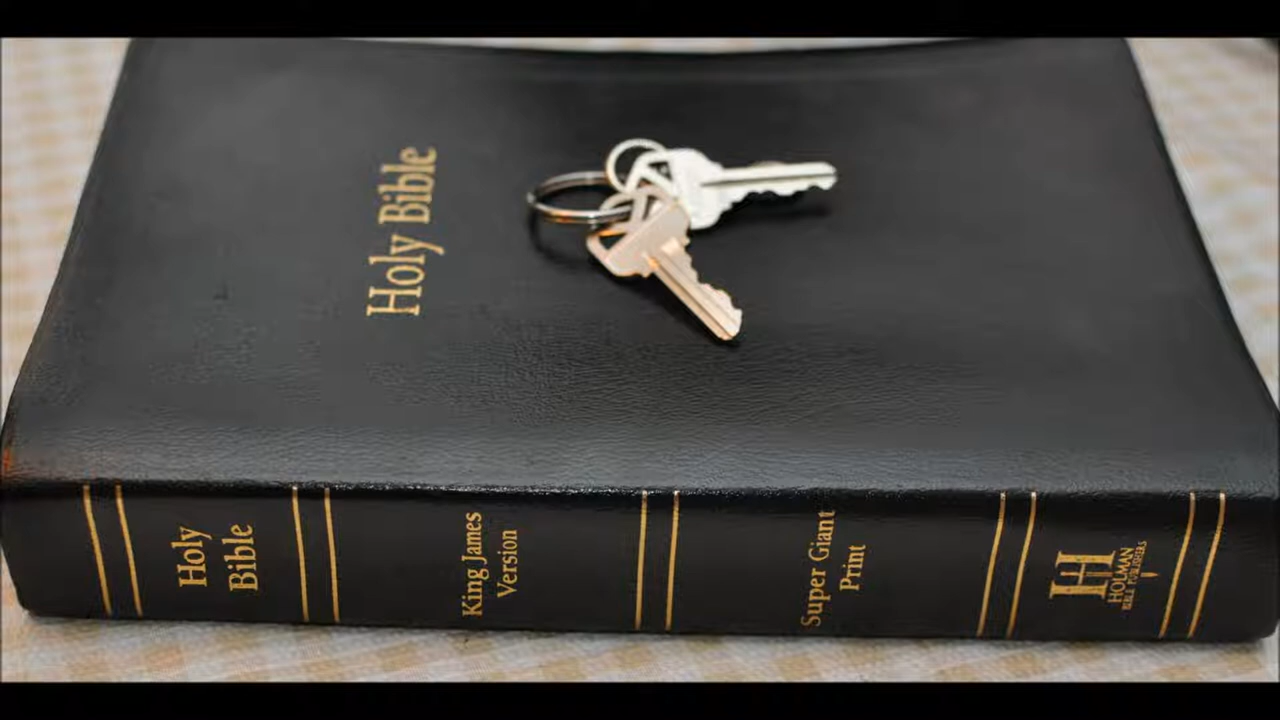 Holy Bible
Holy
Bible
King James
Version
Super Giant
Print
H
HOLMAN
BIBLE PUBLISHERS